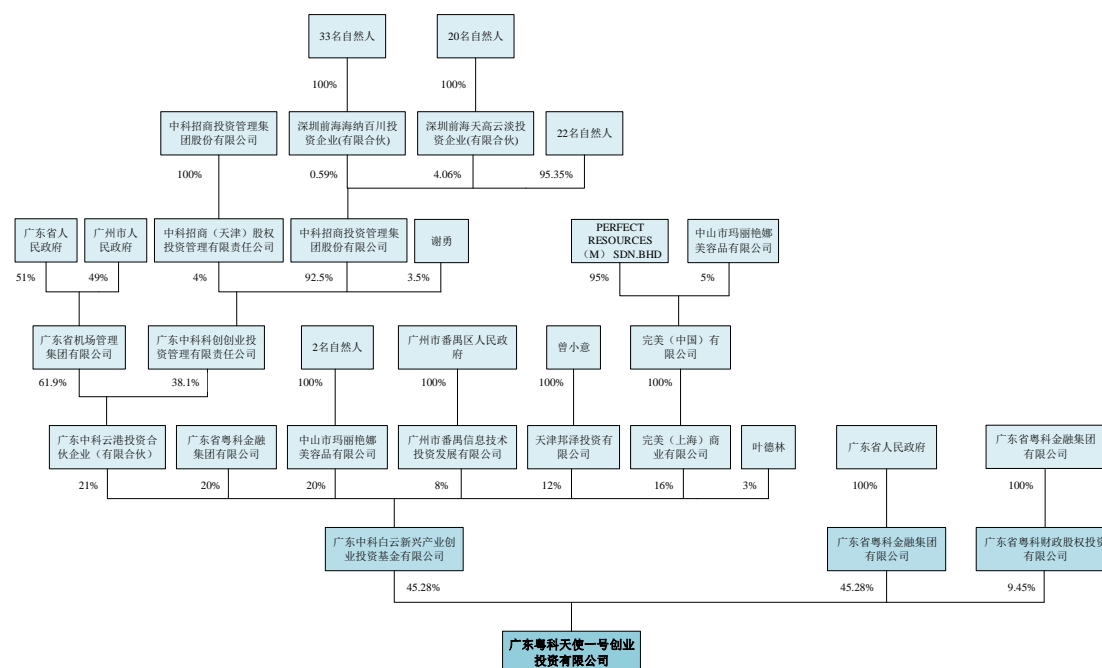 33名自然人
20名自然人
100%
100%
中科招商投资管理集
团股份有限公司
深圳前海海纳百川投
资企业(有限合伙)
深圳前海天高云淡投
资企业(有限合伙)
22名自然人
100%
0.59%
4.06%
95.35%
广东省人
民政府
广州市人
民政府
中科招商（天津）股权
投资管理有限责任公司
中科招商投资管理集
团股份有限公司
谢勇
PERFECT
RESOURCES
（M） SDN.BHD
中山市玛丽艳娜
美容品有限公司
51%
49%
4%
92.5%
3.5%
95%
5%
广东省机场管理
集团有限公司
广东中科科创创业投
资管理有限责任公司
2名自然人
广州市番禺区人民政
府
曾小意
完美（中国）有
限公司
61.9%
38.1%
100%
100%
100%
100%
广东中科云港投资合
伙企业（有限合伙）
广东省粤科金融
集团有限公司
中山市玛丽艳娜
美容品有限公司
广州市番禺信息技术
投资发展有限公司
天津邦泽投资有
限公司
完美（上海）商
业有限公司
叶德林
广东省人民政府
广东省粤科金融集团
有限公司
21%
20%
20%
8%
12%
16%
3%
100%
100%
广东中科白云新兴产业创
业投资基金有限公司
广东省粤科金融集团
有限公司
广东省粤科财政股权投资
有限公司
45.28%
45.28%
9.45%
广东粤科天使一号创业
投资有限公司